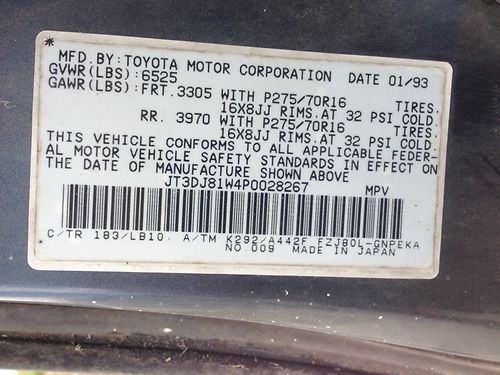 *
MFD.BY:TOYOTA MOTOR CORPORATION DATE 01/93
GVWR(LBS):6525
GAWR(LBS):FRT.3305 WITH P275/70R16 TIRES.
16X8JJ RIMS.AT 32 PSI COLD.
RR. 3970 WITH P275/70R16 TIRES.
16X8JJ RIMS.AT 32 PSI COLD.
THIS VEHICLE CONFORMS TO ALL APPLICABLE FEDER-
AL MOTOR VEHICLE SAFETY STANDARDS IN EFFECT ON
THE DATE OF MANUFACTURE SHOWN ABOVE
JT3DJ81W4P0028267 MPV
C/TR 183/LB10. A/TM K292/A442F FZJ80L-GNPEKA
NO.009 MADE IN JAPAN